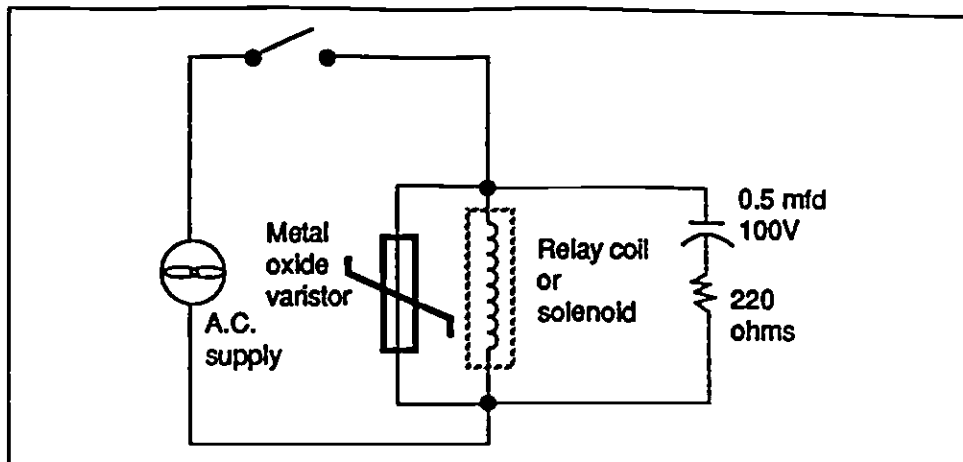 Metal
oxide
varistor
A.C.
supply
Relay coil
or
solenoid
0.5 mfd
100V
220
ohms